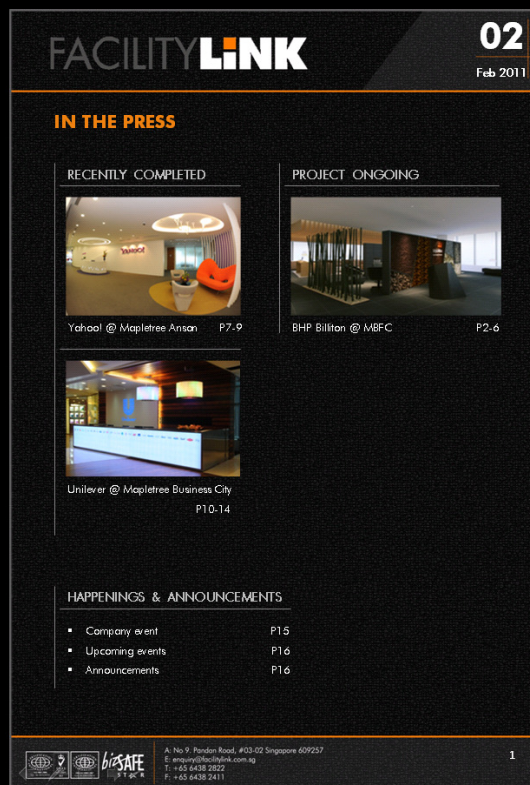 FACILITYLiNK
02
Feb 2011
IN THE PRESS
RECENTLY COMPLETED
Yahoo! @ Mapletree Anson P7-9
Unilever @ Mapletree Business City
P10-14
PROJECT ONGOING
BHP Billiton @ MBFC P2-6
HAPPENINGS & ANNOUNCEMENTS
▪ Company event P15
▪ Upcoming events P16
▪ Announcements P16
bizSAFE
STAR
A: No 9. Pandan Road, #03-02 Singapore 609257
E: enquiry@facilitylink.com.sg
T: +65 6438 2822
F: +65 6438 2411
1